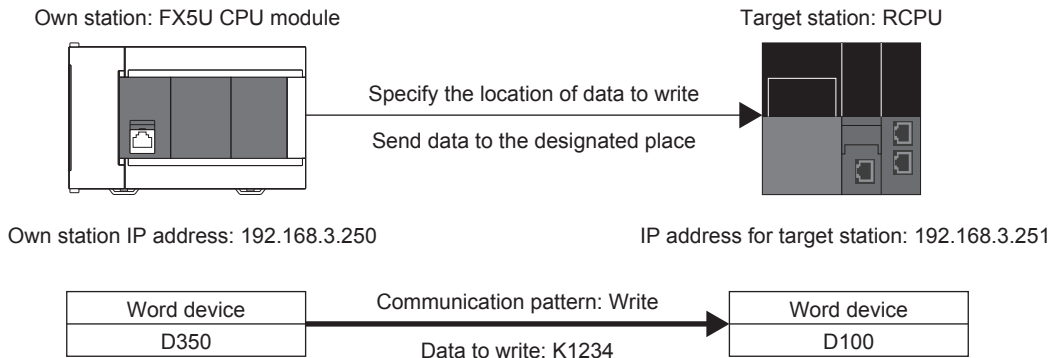 Own station: FX5U CPU module
Target station: RCPU
Specify the location of data to write
Send data to the designated place
Own station IP address: 192.168.3.250
IP address for target station: 192.168.3.251
Word device
D350
Communication pattern: Write
Data to write: K1234
Word device
D100